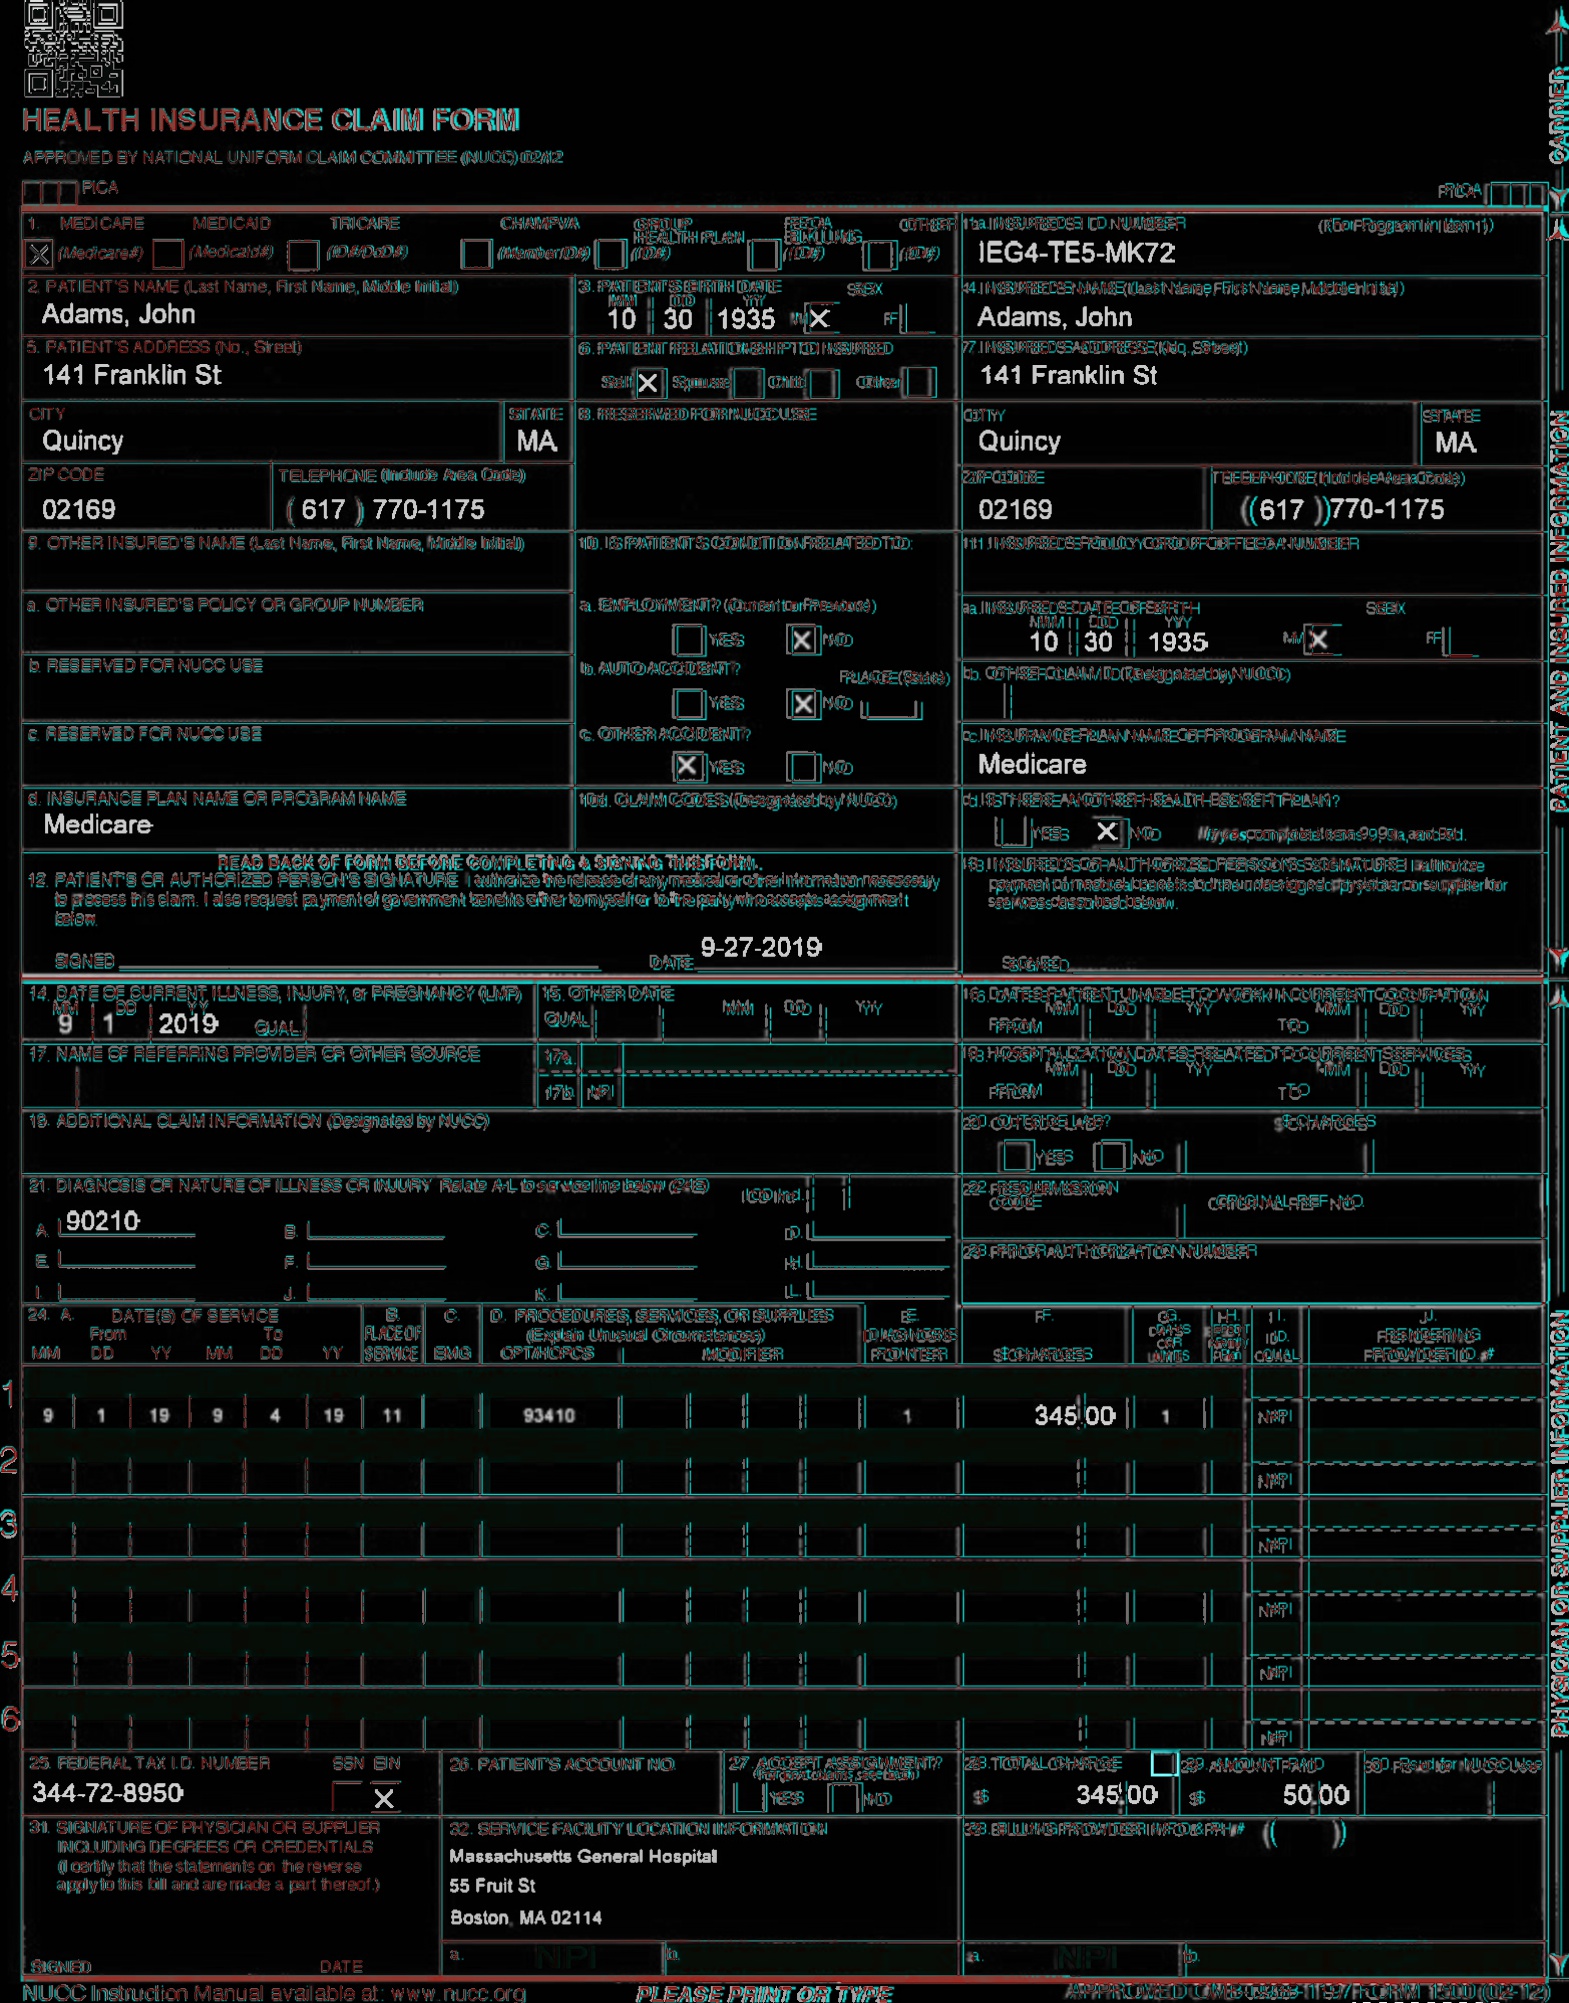 HEALTH INSURANCE CLAIM FORM
APPROVED BY NATIONAL UNIFORM CLAIM COMMITTEE (NUCC) 02/12
PICA PICA
1. MEDICARE MEDICAID TRICARE CHAMPVA GROUP HEALTH PLAN FECA BLK LUNG OTHER 1a. INSURED'S I.D. NUMBER (For Program in Item 1)
X (Medicare#) (Medicaid#) (ID#/DoD#) (Member ID#) (ID#) (ID#) (ID#) IEG4-TE5-MK72
2. PATIENT'S NAME (Last Name, First Name, Middle Initial) 3. PATIENT'S BIRTH DATE SEX 4. INSURED'S NAME (Last Name, First Name, Middle Initial)
MM DD YY
Adams, John 10 30 1935 M X F Adams, John
5. PATIENT'S ADDRESS (No., Street) 6. PATIENT RELATIONSHIP TO INSURED 7. INSURED'S ADDRESS (No., Street)
141 Franklin St Self X Spouse Child Other 141 Franklin St
CITY STATE 8. RESERVED FOR NUCC USE CITY STATE
Quincy MA Quincy MA
ZIP CODE TELEPHONE (Include Area Code) ZIP CODE TELEPHONE (Include Area Code)
02169 ( 617 ) 770-1175 02169 ( 617 ) 770-1175
9. OTHER INSURED'S NAME (Last Name, First Name, Middle Initial) 10. IS PATIENT'S CONDITION RELATED TO: 11. INSURED'S POLICY GROUP OR FECA NUMBER
a. OTHER INSURED'S POLICY OR GROUP NUMBER a. EMPLOYMENT? (Current or Previous) a. INSURED'S DATE OF BIRTH SEX
MM DD YY
YES X NO 10 30 1935 M X F
b. RESERVED FOR NUCC USE b. AUTO ACCIDENT? PLACE (State) b. OTHER CLAIM ID (Designated by NUCC)
YES X NO
c. RESERVED FOR NUCC USE c. OTHER ACCIDENT? c. INSURANCE PLAN NAME OR PROGRAM NAME
X YES NO Medicare
d. INSURANCE PLAN NAME OR PROGRAM NAME 10d. CLAIM CODES (Designated by NUCC) d. IS THERE ANOTHER HEALTH BENEFIT PLAN?
Medicare YES X NO If yes, complete items 9, 9a, and 9d.
READ BACK OF FORM BEFORE COMPLETING & SIGNING THIS FORM.
12. PATIENT'S OR AUTHORIZED PERSON'S SIGNATURE I authorize the release of any medical or other information necessary
to process this claim. I also request payment of government benefits either to myself or to the party who accepts assignment
below.
SIGNED DATE 9-27-2019
13. INSURED'S OR AUTHORIZED PERSON'S SIGNATURE I authorize
payment of medical benefits to the undersigned physician or supplier for
services described below.
SIGNED
14. DATE OF CURRENT ILLNESS, INJURY, or PREGNANCY (LMP) 15. OTHER DATE 16. DATES PATIENT UNABLE TO WORK IN CURRENT OCCUPATION
MM DD YY MM DD YY MM DD YY MM DD YY
9 1 2019 QUAL. QUAL. FROM TO
17. NAME OF REFERRING PROVIDER OR OTHER SOURCE 17a. 18. HOSPITALIZATION DATES RELATED TO CURRENT SERVICES
MM DD YY MM DD YY
17b. NPI FROM TO
19. ADDITIONAL CLAIM INFORMATION (Designated by NUCC) 20. OUTSIDE LAB? $ CHARGES
YES NO
21. DIAGNOSIS OR NATURE OF ILLNESS OR INJURY Relate A-L to service line below (24E) ICD Ind. 22. RESUBMISSION CODE ORIGINAL REF. NO.
A. 90210 B. C. D.
E. F. G. H. 23. PRIOR AUTHORIZATION NUMBER
I. J. K. L.
24. A. DATE(S) OF SERVICE B. C. D. PROCEDURES, SERVICES, OR SUPPLIES E. F. G. H. I. J.
From To PLACE OF (Explain Unusual Circumstances) DIAGNOSIS DAYS OR UNITS ID. RENDERING
MM DD YY MM DD YY SERVICE EMG CPT/HCPCS MODIFIER POINTER $ CHARGES QUAL. PROVIDER ID. #
1
9 1 19 9 4 19 11 93410 1 345 00 1 NPI
2
NPI
3
NPI
4
NPI
5
NPI
6
NPI
25. FEDERAL TAX I.D. NUMBER SSN EIN 26. PATIENT'S ACCOUNT NO. 27. ACCEPT ASSIGNMENT? 28. TOTAL CHARGE 29. AMOUNT PAID 30. Rsvd for NUCC Use
(For govt. claims, see back)
344-72-8950 X YES NO $ 345 00 $ 50 00
31. SIGNATURE OF PHYSICIAN OR SUPPLIER
INCLUDING DEGREES OR CREDENTIALS
(I certify that the statements on the reverse
apply to this bill and are made a part thereof.)
SIGNED DATE
32. SERVICE FACILITY LOCATION INFORMATION
Massachusetts General Hospital
55 Fruit St
Boston, MA 02114
a. NPI b.
33. BILLING PROVIDER INFO & PH# ( )
a. NPI b.
NUCC Instruction Manual available at: www.nucc.org PLEASE PRINT OR TYPE APPROVED OMB-0938-1197 FORM 1500 (02-12)
CARRIER
PATIENT AND INSURED INFORMATION
PHYSICIAN OR SUPPLIER INFORMATION